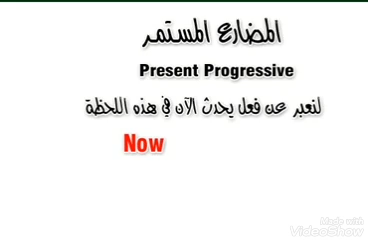 المضارع المستمر
Present Progressive
لنعبر عن فعل يحدث الآن في هذه اللحظة
Now
Made with
VideoShow